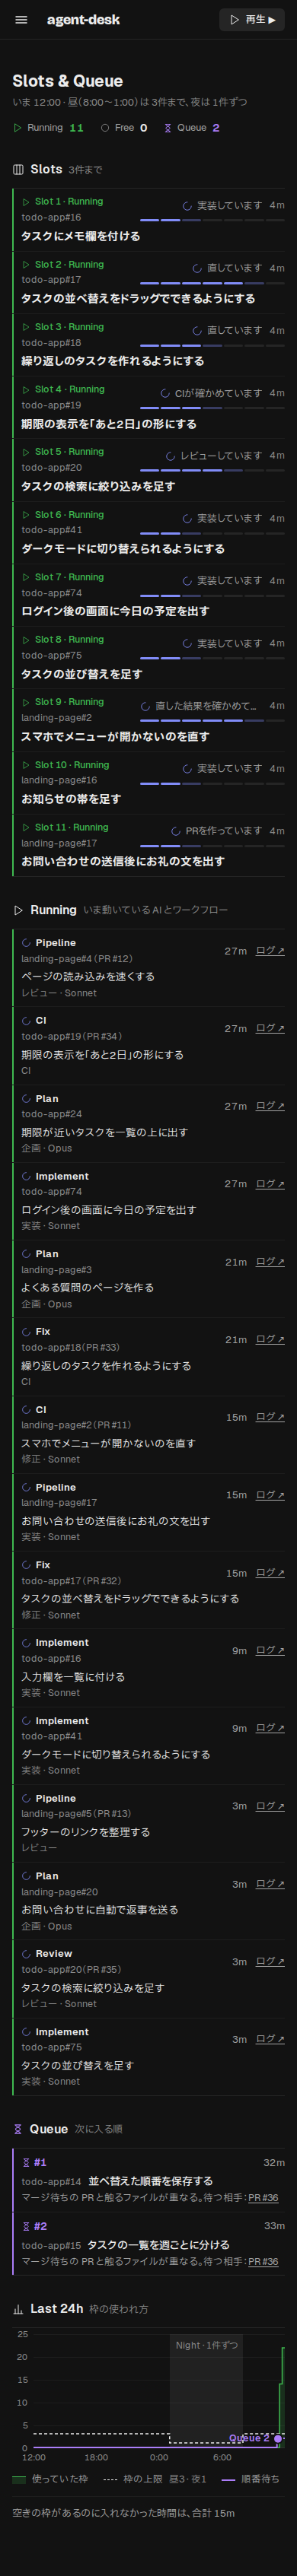 agent-desk
再生 ▶
Slots & Queue
いま 12:00・昼(8:00〜1:00)は 3件まで、夜は 1件ずつ
Running 11 Free 0 Queue 2
Slots 3件まで
Slot 1 · Running
todo-app#16
実装しています 4m
タスクにメモ欄を付ける
Slot 2 · Running
todo-app#17
直しています 4m
タスクの並べ替えをドラッグでできるようにする
Slot 3 · Running
todo-app#18
直しています 4m
繰り返しのタスクを作れるようにする
Slot 4 · Running
todo-app#19
CIが確かめています 4m
期限の表示を「あと2日」の形にする
Slot 5 · Running
todo-app#20
レビューしています 4m
タスクの検索に絞り込みを足す
Slot 6 · Running
todo-app#41
実装しています 4m
ダークモードに切り替えられるようにする
Slot 7 · Running
todo-app#74
実装しています 4m
ログイン後の画面に今日の予定を出す
Slot 8 · Running
todo-app#75
実装しています 4m
タスクの並び替えを足す
Slot 9 · Running
landing-page#2
直した結果を確かめて… 4m
スマホでメニューが開かないのを直す
Slot 10 · Running
landing-page#16
実装しています 4m
お知らせの帯を足す
Slot 11 · Running
landing-page#17
PRを作っています 4m
お問い合わせの送信後にお礼の文を出す
Running いま動いている AI とワークフロー
Pipeline
landing-page#4(PR #12)
27m ログ ↗
ページの読み込みを速くする
レビュー · Sonnet
CI
todo-app#19(PR #34)
27m ログ ↗
期限の表示を「あと2日」の形にする
CI
Plan
todo-app#24
27m ログ ↗
期限が近いタスクを一覧の上に出す
企画 · Opus
Implement
todo-app#74
27m ログ ↗
ログイン後の画面に今日の予定を出す
実装 · Sonnet
Plan
landing-page#3
21m ログ ↗
よくある質問のページを作る
企画 · Opus
Fix
todo-app#18(PR #33)
21m ログ ↗
繰り返しのタスクを作れるようにする
CI
CI
landing-page#2(PR #11)
15m ログ ↗
スマホでメニューが開かないのを直す
修正 · Sonnet
Pipeline
landing-page#17
15m ログ ↗
お問い合わせの送信後にお礼の文を出す
実装 · Sonnet
Fix
todo-app#17(PR #32)
15m ログ ↗
タスクの並べ替えをドラッグでできるようにする
修正 · Sonnet
Implement
todo-app#16
9m ログ ↗
入力欄を一覧に付ける
実装 · Sonnet
Implement
todo-app#41
9m ログ ↗
ダークモードに切り替えられるようにする
実装 · Sonnet
Pipeline
landing-page#5(PR #13)
3m ログ ↗
フッターのリンクを整理する
レビュー
Plan
landing-page#20
3m ログ ↗
お問い合わせに自動で返事を送る
企画 · Opus
Review
todo-app#20(PR #35)
3m ログ ↗
タスクの検索に絞り込みを足す
レビュー · Sonnet
Implement
todo-app#75
3m ログ ↗
タスクの並び替えを足す
実装 · Sonnet
Queue 次に入る順
#1 32m
todo-app#14 並べ替えた順番を保存する
マージ待ちの PR と触るファイルが重なる。待つ相手:PR #36
#2 33m
todo-app#15 タスクの一覧を週ごとに分ける
マージ待ちの PR と触るファイルが重なる。待つ相手:PR #36
Last 24h 枠の使われ方
25
20
15
10
5
0
Night · 1件ずつ
Queue 2
12:00 18:00 0:00 6:00
使っていた枠 枠の上限 昼3·夜1 順番待ち
空きの枠があるのに入れなかった時間は、合計 15m